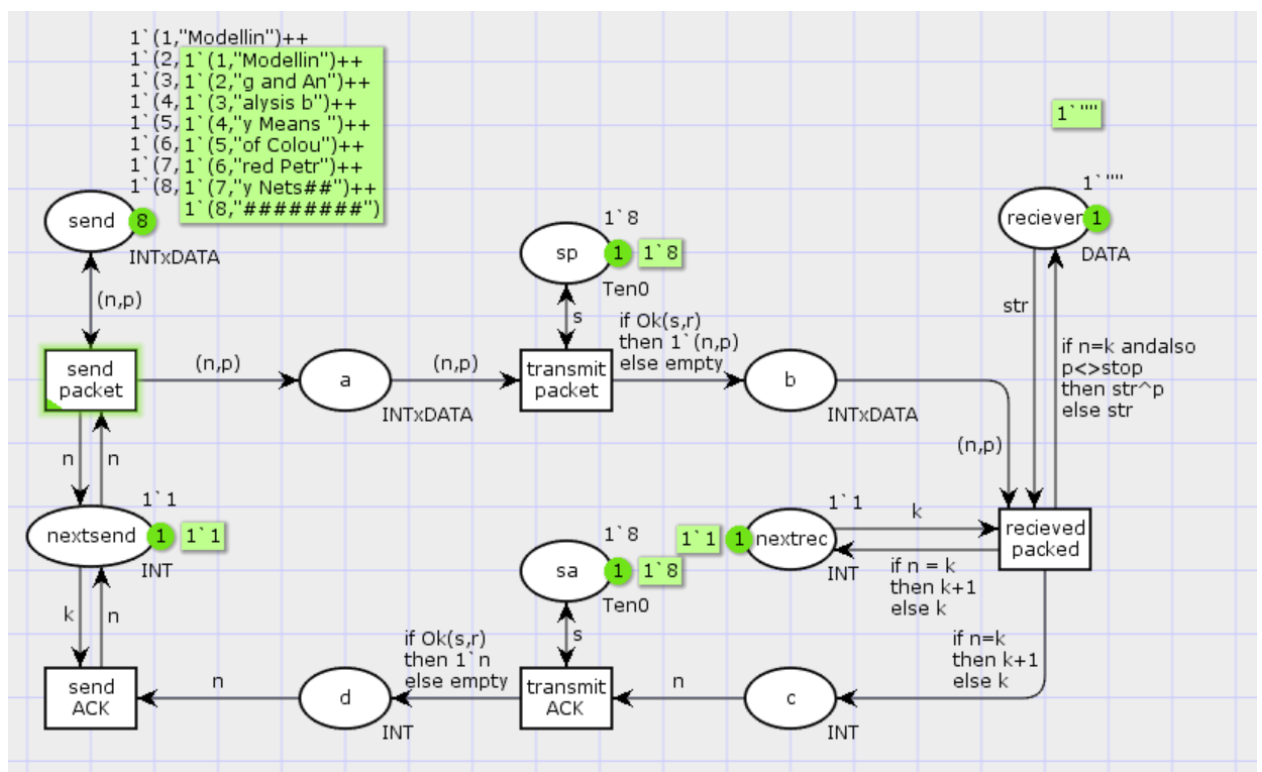 1`(1,"Modellin")++
1`(2,
1`(3,
1`(4,
1`(5,
1`(6,
1`(7,
1`(8,
1`(1,"Modellin")++
1`(2,"g and An")++
1`(3,"alysis b")++
1`(4,"y Means ")++
1`(5,"of Colou")++
1`(6,"red Petr")++
1`(7,"y Nets##")++
1`(8,"########")
send
8
INTxDATA
(n,p)
send
packet
(n,p)
a
INTxDATA
(n,p)
1`8
sp
1
1`8
Ten0
s
transmit
packet
if Ok(s,r)
then 1`(n,p)
else empty
b
INTxDATA
(n,p)
1`""
1`""
reciever
1
DATA
str
if n=k andalso
p<>stop
then str^p
else str
n
n
1`1
nextsend
1
1`1
INT
k
n
send
ACK
n
d
INT
if Ok(s,r)
then 1`n
else empty
1`8
sa
1
1`8
Ten0
s
transmit
ACK
n
c
INT
1`1
1`1
1
nextrec
INT
k
if n = k
then k+1
else k
recieved
packed
if n=k
then k+1
else k